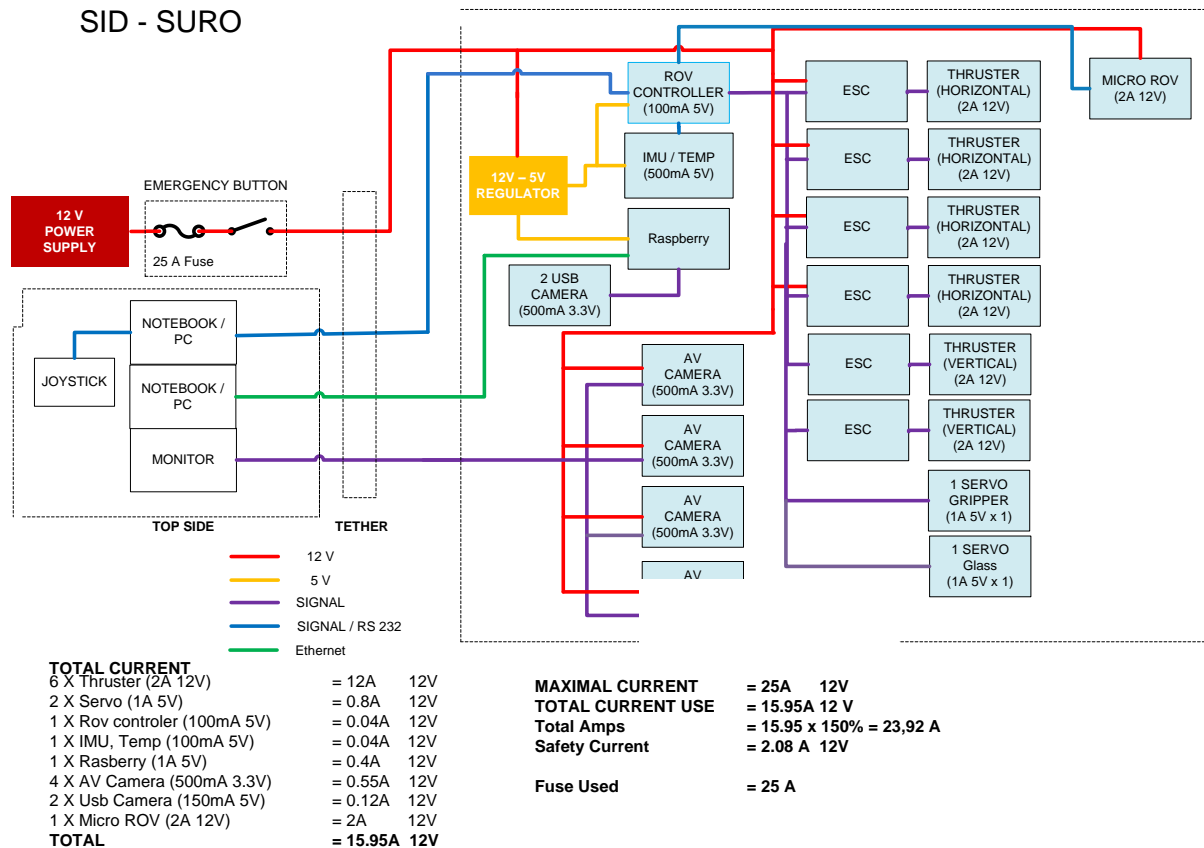 SID - SURO
EMERGENCY BUTTON
12 V
POWER
SUPPLY
25 A Fuse
NOTEBOOK /
PC
JOYSTICK
NOTEBOOK /
PC
MONITOR
TOP SIDE
TETHER
12 V
5 V
SIGNAL
SIGNAL / RS 232
Ethernet
ROV
CONTROLLER
(100mA 5V)
IMU / TEMP
(500mA 5V)
12V – 5V
REGULATOR
Raspberry
2 USB
CAMERA
(500mA 3.3V)
AV
CAMERA
(500mA 3.3V)
AV
CAMERA
(500mA 3.3V)
AV
CAMERA
(500mA 3.3V)
AV
ESC
THRUSTER
(HORIZONTAL)
(2A 12V)
ESC
THRUSTER
(HORIZONTAL)
(2A 12V)
ESC
THRUSTER
(HORIZONTAL)
(2A 12V)
ESC
THRUSTER
(HORIZONTAL)
(2A 12V)
ESC
THRUSTER
(VERTICAL)
(2A 12V)
ESC
THRUSTER
(VERTICAL)
(2A 12V)
1 SERVO
GRIPPER
(1A 5V x 1)
1 SERVO
Glass
(1A 5V x 1)
MICRO ROV
(2A 12V)
TOTAL CURRENT
6 X Thruster (2A 12V) = 12A 12V
2 X Servo (1A 5V) = 0.8A 12V
1 X Rov controler (100mA 5V) = 0.04A 12V
1 X IMU, Temp (100mA 5V) = 0.04A 12V
1 X Rasberry (1A 5V) = 0.4A 12V
4 X AV Camera (500mA 3.3V) = 0.55A 12V
2 X Usb Camera (150mA 5V) = 0.12A 12V
1 X Micro ROV (2A 12V) = 2A 12V
TOTAL = 15.95A 12V
MAXIMAL CURRENT = 25A 12V
TOTAL CURRENT USE = 15.95A 12 V
Total Amps = 15.95 x 150% = 23,92 A
Safety Current = 2.08 A 12V
Fuse Used = 25 A